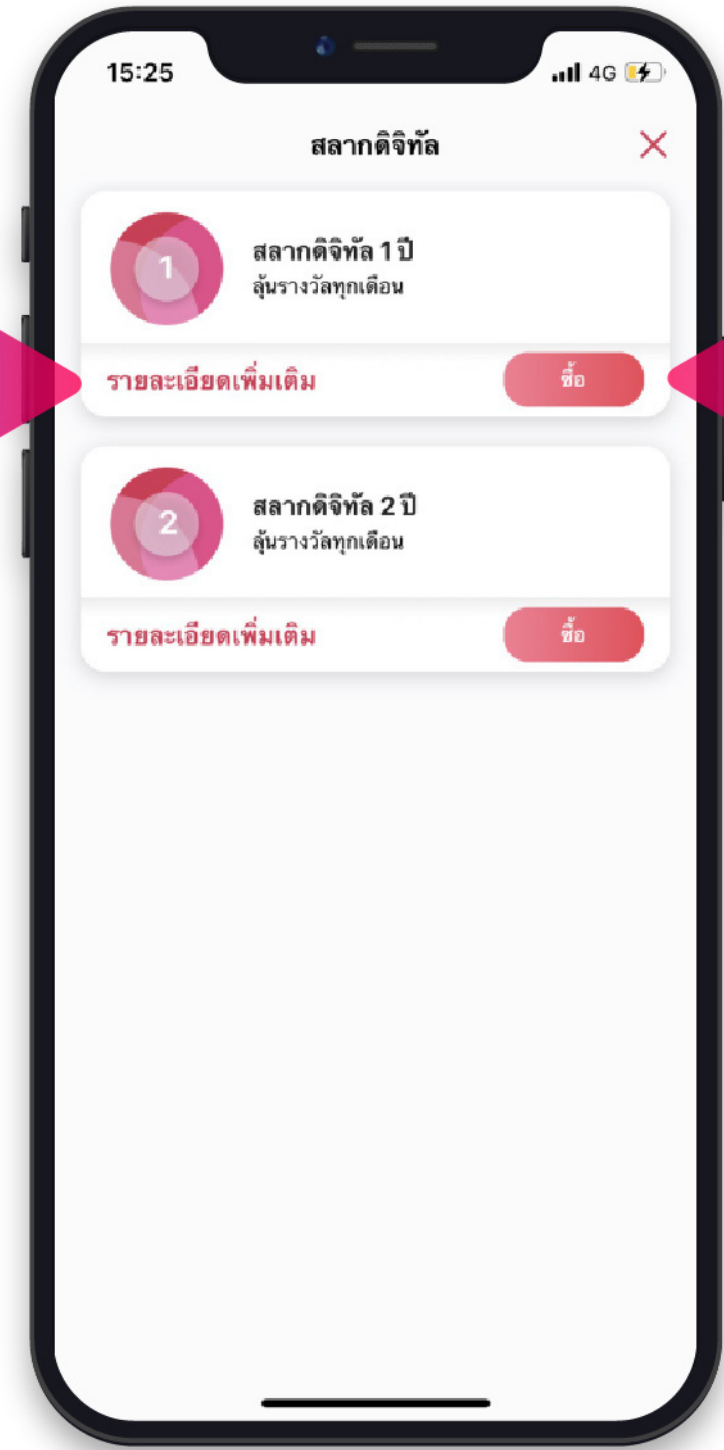 15:25 4G
สลากดิจิทัล
1
สลากดิจิทัล 1 ปี
ลุ้นรางวัลทุกเดือน
รายละเอียดเพิ่มเติม ซื้อ
2
สลากดิจิทัล 2 ปี
ลุ้นรางวัลทุกเดือน
รายละเอียดเพิ่มเติม ซื้อ